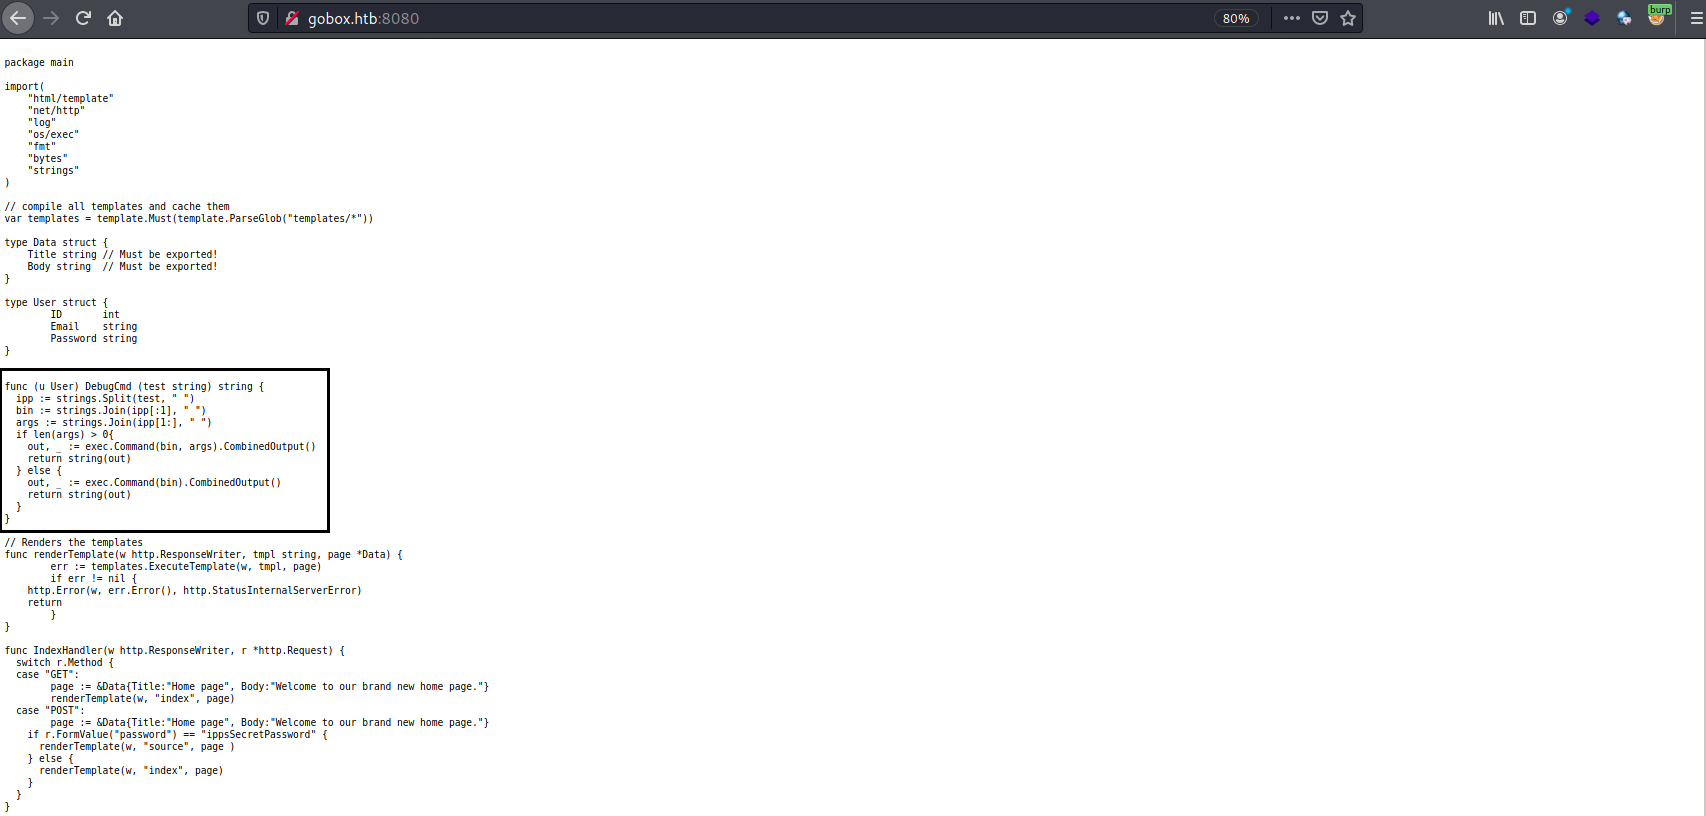 gobox.htb:8080
80%
burp
package main
import(
    "html/template"
    "net/http"
    "log"
    "os/exec"
    "fmt"
    "bytes"
    "strings"
)
// compile all templates and cache them
var templates = template.Must(template.ParseGlob("templates/*"))
type Data struct {
    Title string // Must be exported!
    Body string  // Must be exported!
}
type User struct {
        ID       int
        Email    string
        Password string
}
func (u User) DebugCmd (test string) string {
  ipp := strings.Split(test, " ")
  bin := strings.Join(ipp[:1], " ")
  args := strings.Join(ipp[1:], " ")
  if len(args) > 0{
    out, _ := exec.Command(bin, args).CombinedOutput()
    return string(out)
  } else {
    out, _ := exec.Command(bin).CombinedOutput()
    return string(out)
  }
}
// Renders the templates
func renderTemplate(w http.ResponseWriter, tmpl string, page *Data) {
        err := templates.ExecuteTemplate(w, tmpl, page)
        if err != nil {
    http.Error(w, err.Error(), http.StatusInternalServerError)
    return
        }
}
func IndexHandler(w http.ResponseWriter, r *http.Request) {
  switch r.Method {
  case "GET":
        page := &Data{Title:"Home page", Body:"Welcome to our brand new home page."}
        renderTemplate(w, "index", page)
  case "POST":
        page := &Data{Title:"Home page", Body:"Welcome to our brand new home page."}
    if r.FormValue("password") == "ippsSecretPassword" {
      renderTemplate(w, "source", page )
    } else {
      renderTemplate(w, "index", page)
    }
  }
}